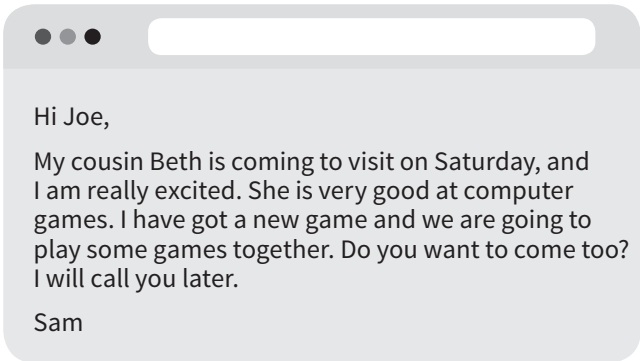 Hi Joe,
My cousin Beth is coming to visit on Saturday, and
I am really excited. She is very good at computer
games. I have got a new game and we are going to
play some games together. Do you want to come too?
I will call you later.
Sam